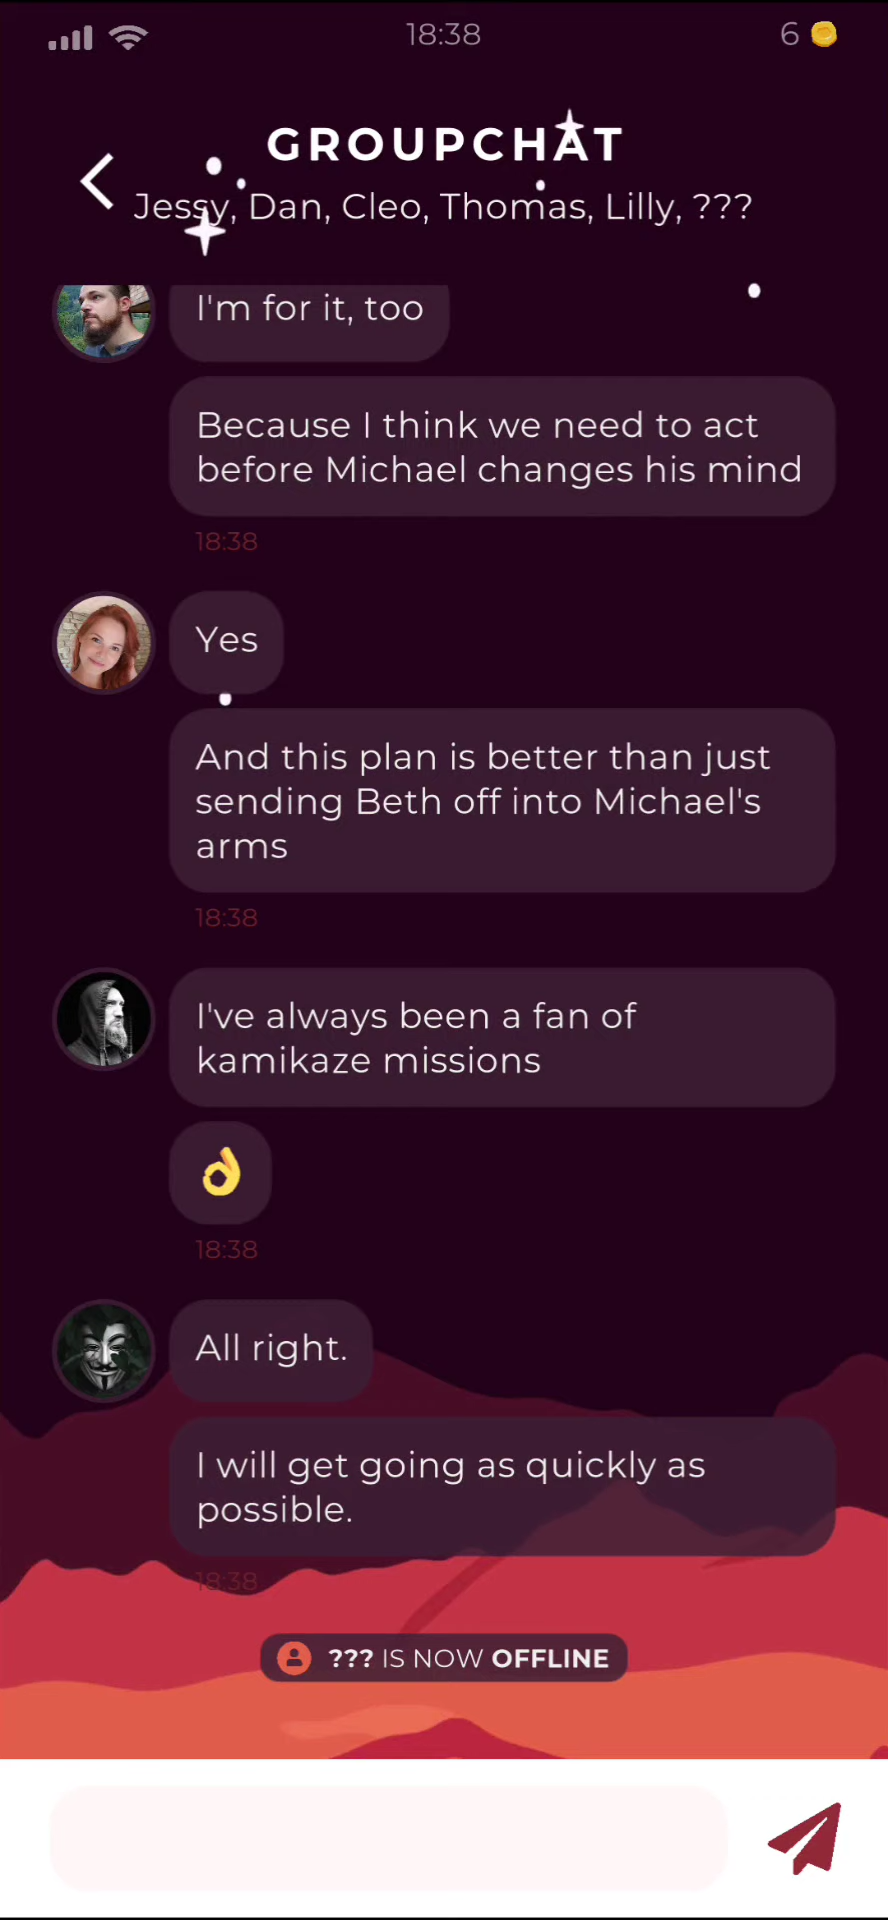 18:38
6
GROUPCHAT
Jessy, Dan, Cleo, Thomas, Lilly, ???
I'm for it, too
Because I think we need to act
before Michael changes his mind
18:38
Yes
And this plan is better than just
sending Beth off into Michael's
arms
18:38
I've always been a fan of
kamikaze missions
👌
18:38
All right.
I will get going as quickly as
possible.
18:38
??? IS NOW OFFLINE